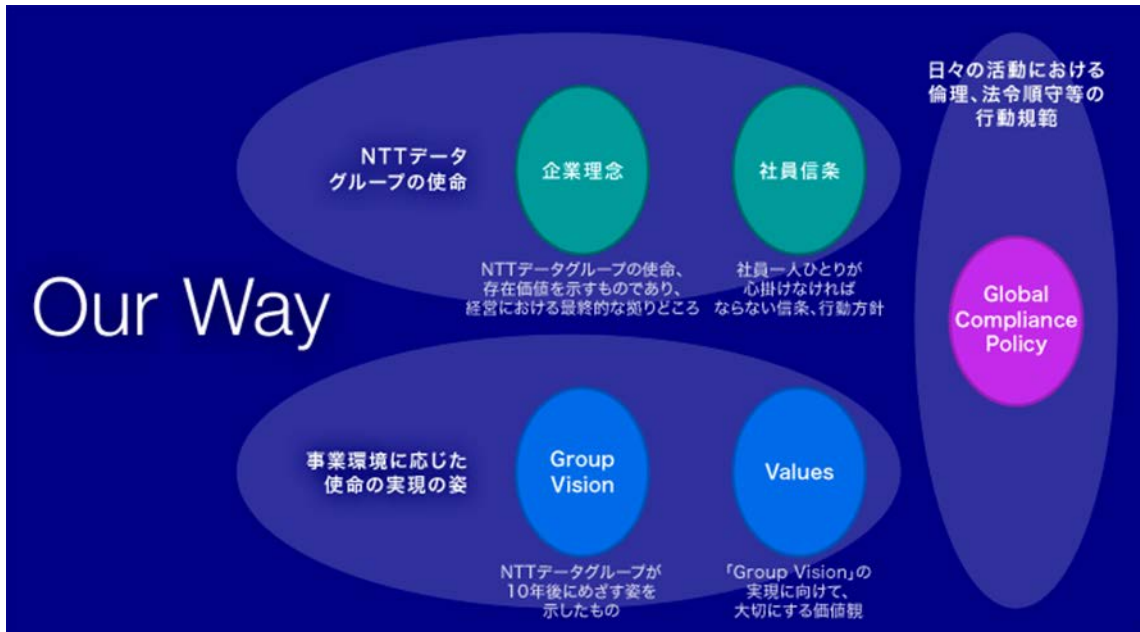 Our Way
NTTデータ
グループの使命
企業理念
NTTデータグループの使命、
存在価値を示すものであり、
経営における最終的な拠りどころ
社員信条
社員一人ひとりが
心掛けなければ
ならない信条、行動方針
事業環境に応じた
使命の実現の姿
Group
Vision
NTTデータグループが
10年後にめざす姿を
示したもの
Values
「Group Vision」の
実現に向けて、
大切にする価値観
日々の活動における
倫理、法令順守等の
行動規範
Global
Compliance
Policy